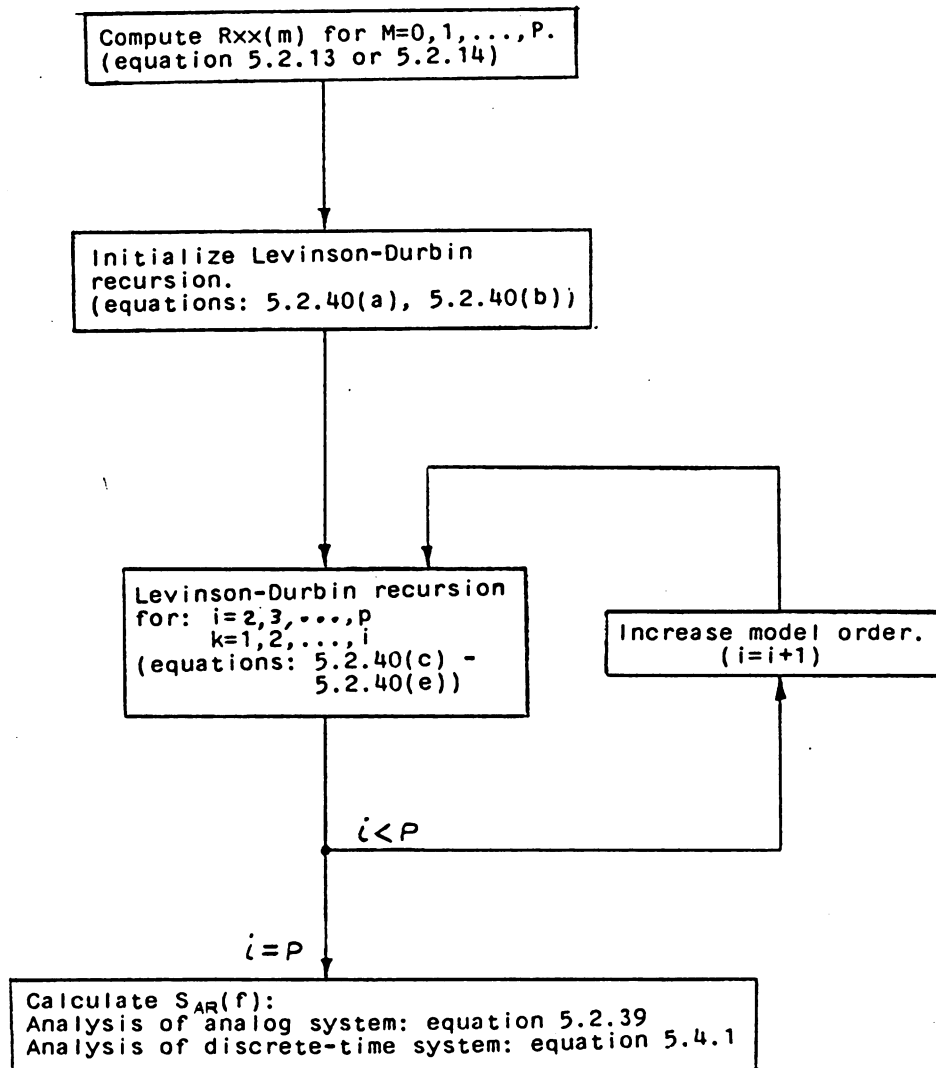 Compute Rxx(m) for M=0,1,...,P.
(equation 5.2.13 or 5.2.14)
Initialize Levinson-Durbin
recursion.
(equations: 5.2.40(a), 5.2.40(b))
Levinson-Durbin recursion
for: i=2,3,...,p
k=1,2,...,i
(equations: 5.2.40(c) -
5.2.40(e))
Increase model order.
(i=i+1)
i<P
i=P
Calculate SAR(f):
Analysis of analog system: equation 5.2.39
Analysis of discrete-time system: equation 5.4.1